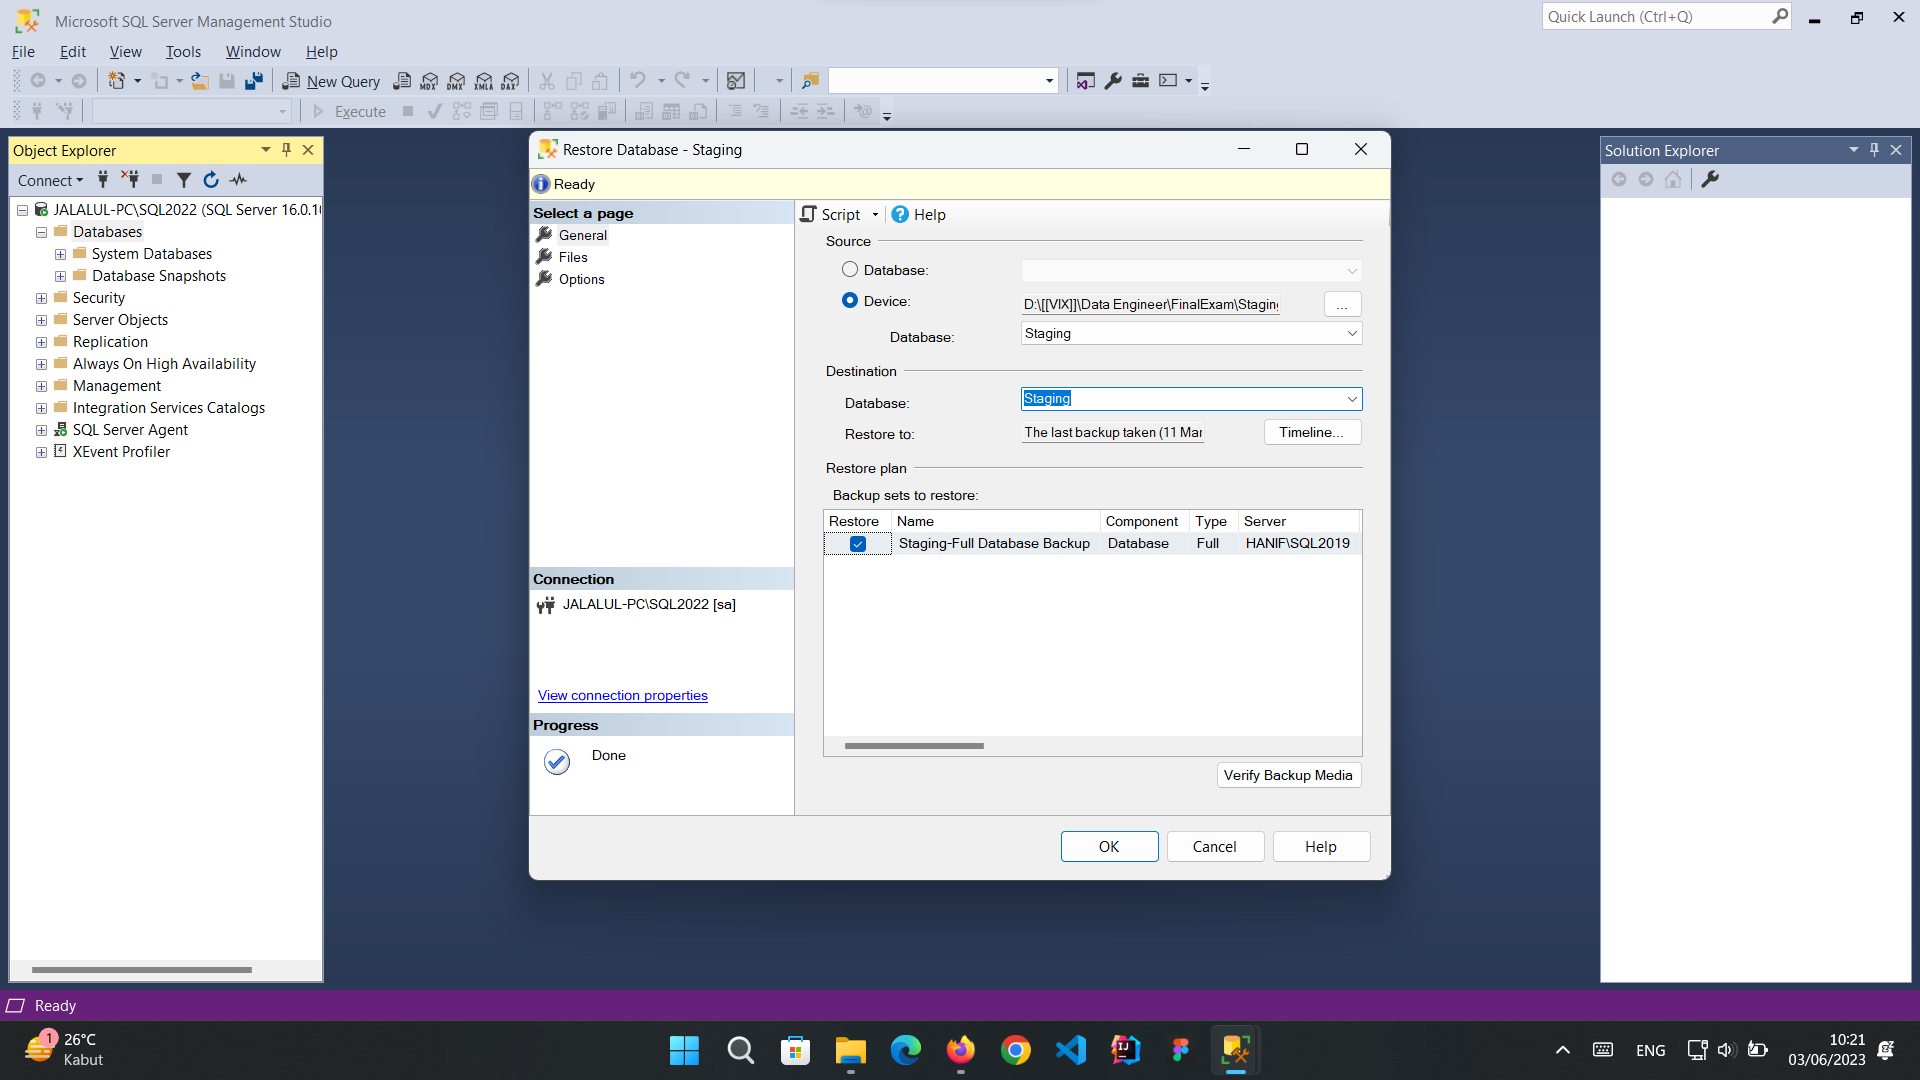 Microsoft SQL Server Management Studio
Quick Launch (Ctrl+Q)
File Edit View Tools Window Help
New Query MDX DMX XMLA DAX
Execute
Object Explorer
Connect
JALALUL-PC\SQL2022 (SQL Server 16.0.10
Databases
System Databases
Database Snapshots
Security
Server Objects
Replication
Always On High Availability
Management
Integration Services Catalogs
SQL Server Agent
XEvent Profiler
Restore Database - Staging
Ready
Select a page
General
Files
Options
Connection
JALALUL-PC\SQL2022 [sa]
View connection properties
Progress
Done
Script Help
Source
Database:
Device: D:\[[VIX]]\Data Engineer\FinalExam\Staging ...
Database: Staging
Destination
Database: Staging
Restore to: The last backup taken (11 Mar Timeline...
Restore plan
Backup sets to restore:
Restore Name Component Type Server
Staging-Full Database Backup Database Full HANIF\SQL2019
Verify Backup Media
OK Cancel Help
Solution Explorer
Ready
1 26°C
Kabut
ENG
10:21
03/06/2023